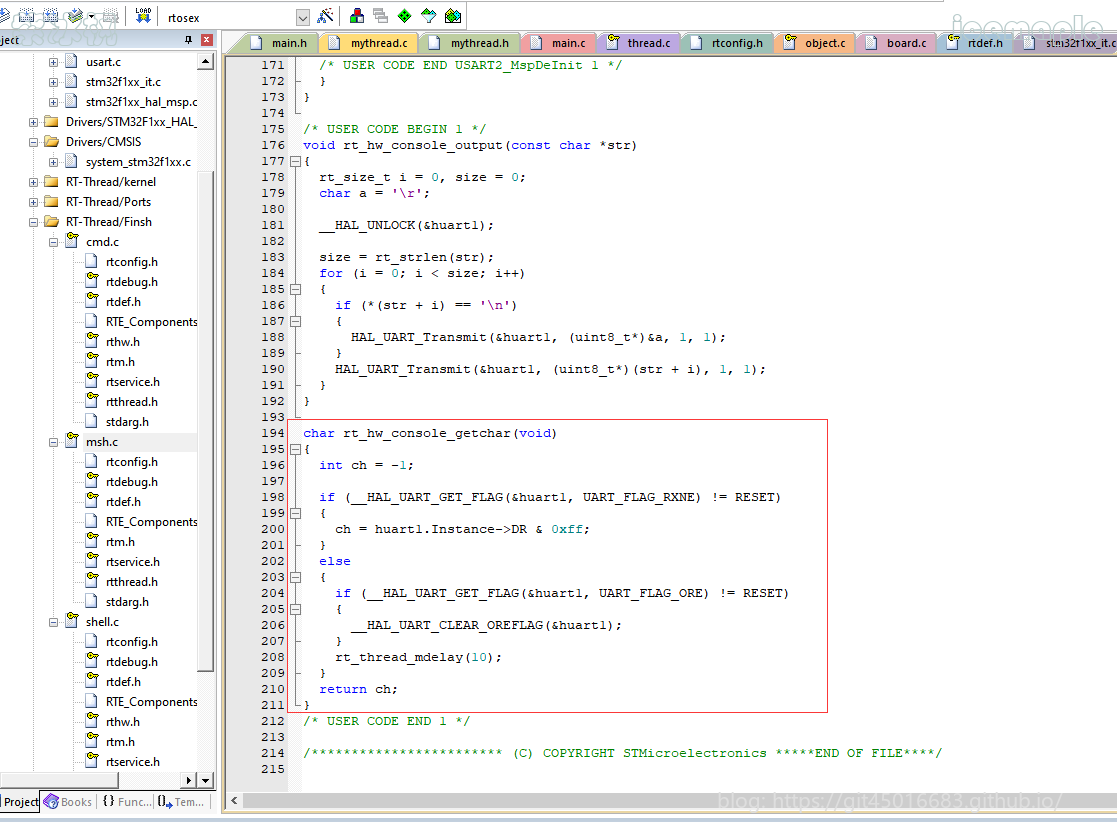 LOAD
rtosex
ject
usart.c
stm32f1xx_it.c
stm32f1xx_hal_msp.c
Drivers/STM32F1xx_HAL_
Drivers/CMSIS
system_stm32f1xx.c
RT-Thread/kernel
RT-Thread/Ports
RT-Thread/Finsh
cmd.c
rtconfig.h
rtdebug.h
rtdef.h
RTE_Components
rthw.h
rtm.h
rtservice.h
rtthread.h
stdarg.h
msh.c
rtconfig.h
rtdebug.h
rtdef.h
RTE_Components
rtm.h
rtservice.h
rtthread.h
stdarg.h
shell.c
rtconfig.h
rtdebug.h
rtdef.h
RTE_Components
rthw.h
rtm.h
rtservice.h
Project Books {} Func... Tem...
main.h mythread.c mythread.h main.c thread.c rtconfig.h object.c board.c rtdef.h stm32f1xx_it.c
171 /* USER CODE END USART2_MspDeInit 1 */
172 }
173 }
174
175 /* USER CODE BEGIN 1 */
176 void rt_hw_console_output(const char *str)
177 {
178 rt_size_t i = 0, size = 0;
179 char a = '\r';
180
181 __HAL_UNLOCK(&huart1);
182
183 size = rt_strlen(str);
184 for (i = 0; i < size; i++)
185 {
186 if (*(str + i) == '\n')
187 {
188 HAL_UART_Transmit(&huart1, (uint8_t*)&a, 1, 1);
189 }
190 HAL_UART_Transmit(&huart1, (uint8_t*)(str + i), 1, 1);
191 }
192 }
193
194 char rt_hw_console_getchar(void)
195 {
196 int ch = -1;
197
198 if (__HAL_UART_GET_FLAG(&huart1, UART_FLAG_RXNE) != RESET)
199 {
200 ch = huart1.Instance->DR & 0xff;
201 }
202 else
203 {
204 if (__HAL_UART_GET_FLAG(&huart1, UART_FLAG_ORE) != RESET)
205 {
206 __HAL_UART_CLEAR_OREFLAG(&huart1);
207 }
208 rt_thread_mdelay(10);
209 }
210 return ch;
211 }
212 /* USER CODE END 1 */
213
214 /************************ (C) COPYRIGHT STMicroelectronics *****END OF FILE****/
215
blog: https://git45016683.github.io/